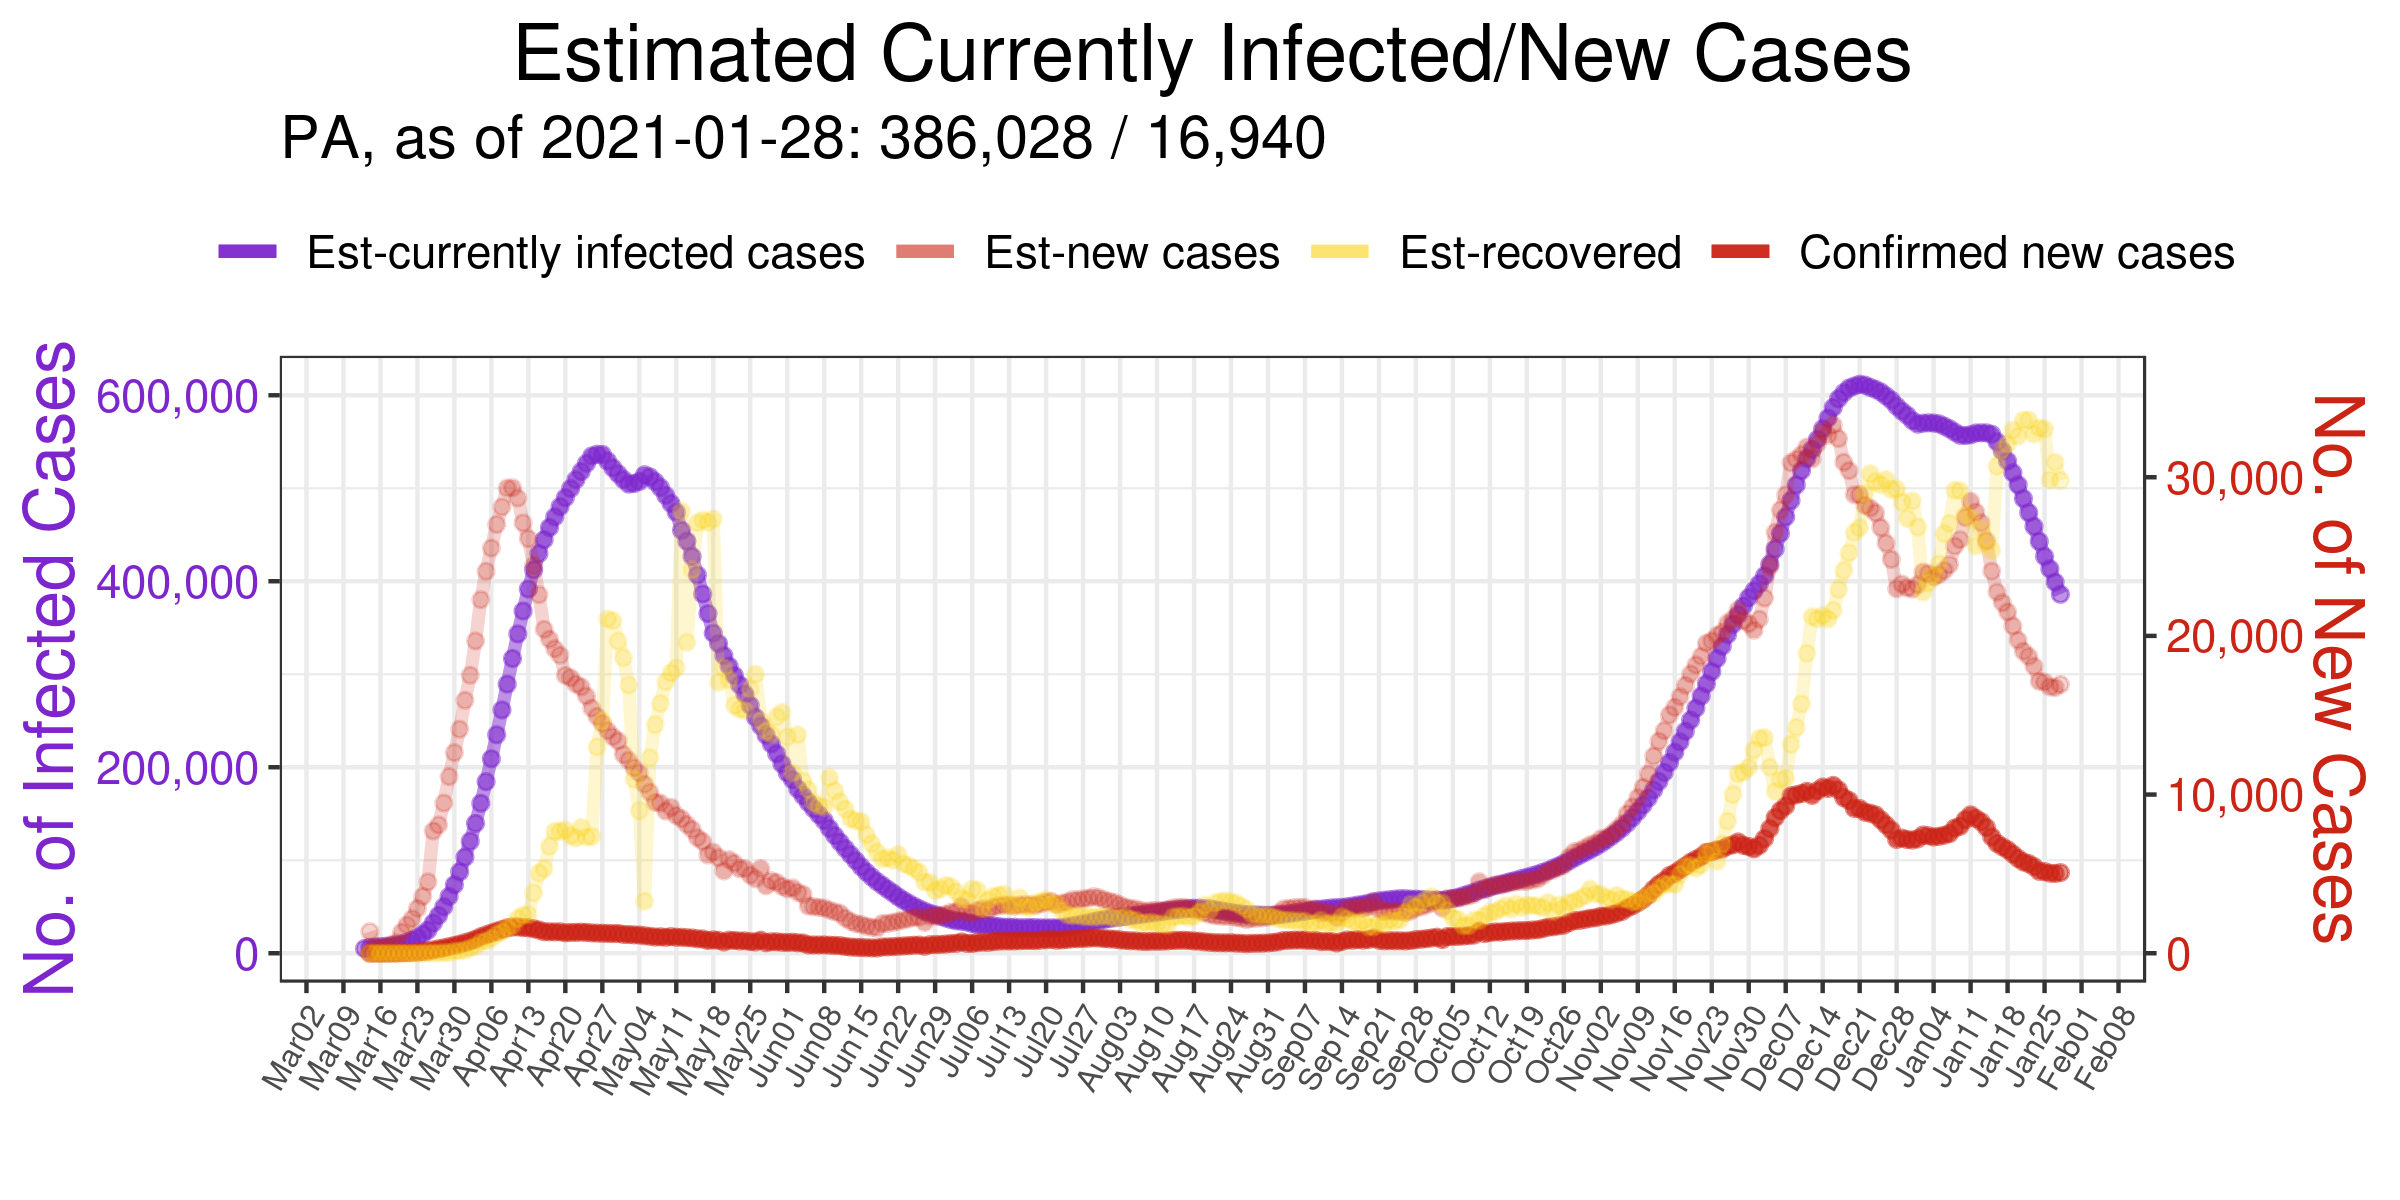 Estimated Currently Infected/New Cases
PA, as of 2021-01-28: 386,028 / 16,940
Est-currently infected cases
Est-new cases
Est-recovered
Confirmed new cases
No. of Infected Cases
600,000
400,000
200,000
0
30,000
20,000
10,000
0
No. of New Cases
Mar02
Mar09
Mar16
Mar23
Mar30
Apr06
Apr13
Apr20
Apr27
May04
May11
May18
May25
Jun01
Jun08
Jun15
Jun22
Jun29
Jul06
Jul13
Jul20
Jul27
Aug03
Aug10
Aug17
Aug24
Aug31
Sep07
Sep14
Sep21
Sep28
Oct05
Oct12
Oct19
Oct26
Nov02
Nov09
Nov16
Nov23
Nov30
Dec07
Dec14
Dec21
Dec28
Jan04
Jan11
Jan18
Jan25
Feb01
Feb08